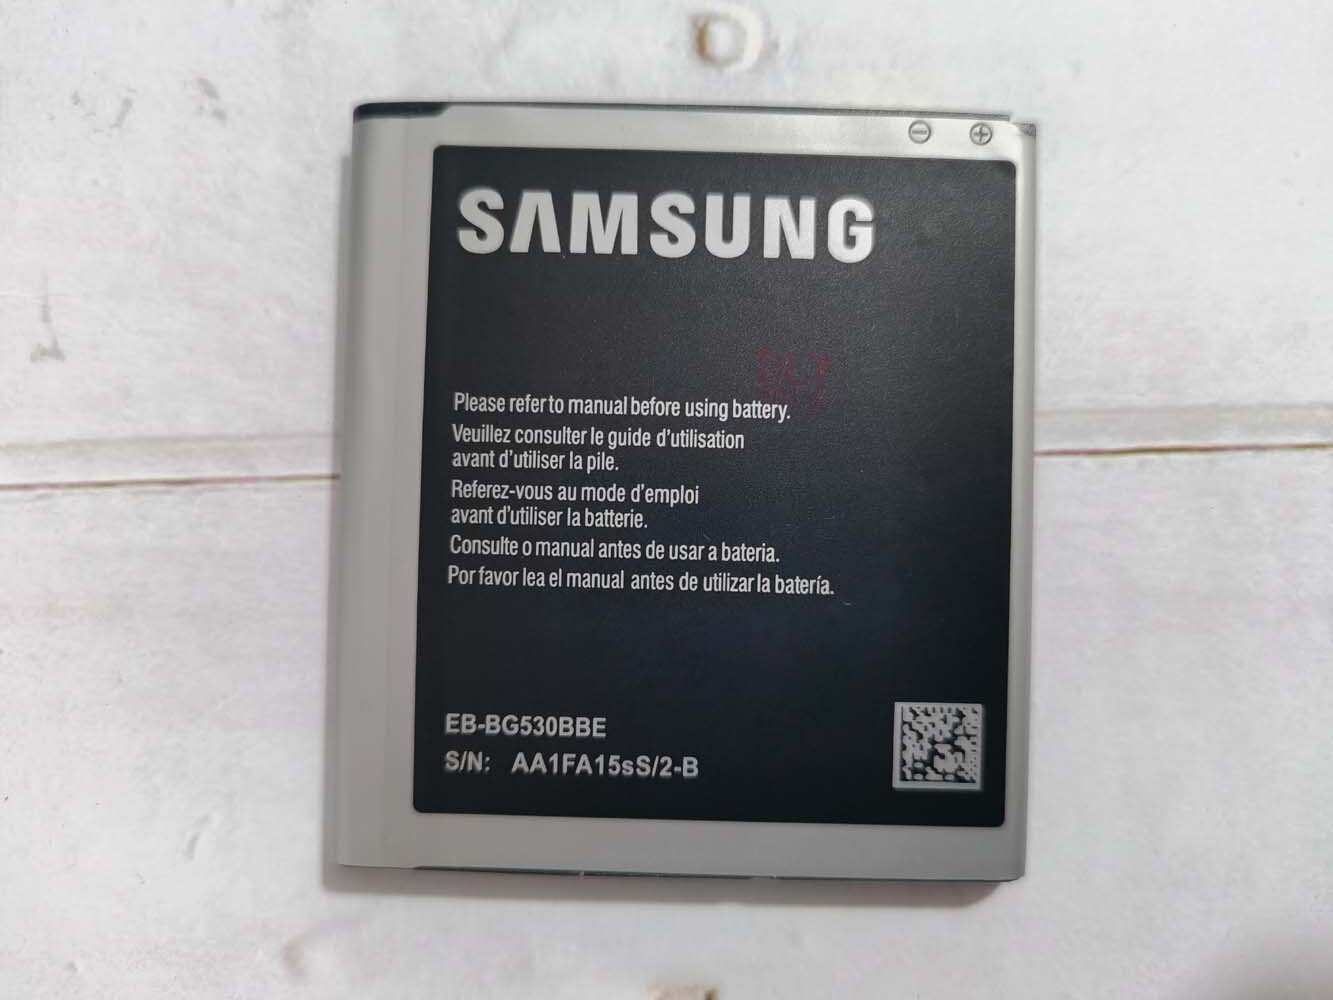 SAMSUNG
Please refer to manual before using battery.
Veuillez consulter le guide d'utilisation
avant d'utiliser la pile.
Referez-vous au mode d'emploi
avant d'utiliser la batterie.
Consulte o manual antes de usar a bateria.
Por favor lea el manual antes de utilizar la batería.
EB-BG530BBE
S/N: AA1FA15sS/2-B